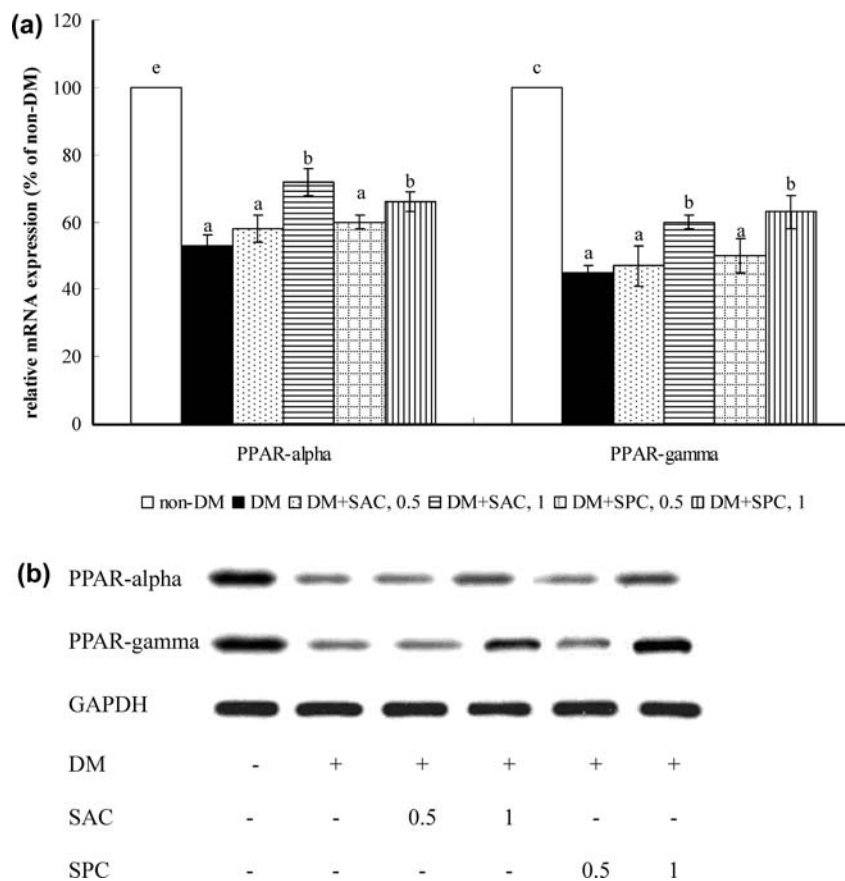 (a)
relative mRNA expression (% of non-DM)
120
100
80
60
40
20
0
e
a
a
b
a
b
c
a
a
b
a
b
PPAR-alpha
PPAR-gamma
non-DM DM DM+SAC, 0.5 DM+SAC, 1 DM+SPC, 0.5 DM+SPC, 1
(b)
PPAR-alpha
PPAR-gamma
GAPDH
DM - + + + + +
SAC - - 0.5 1 - -
SPC - - - - 0.5 1